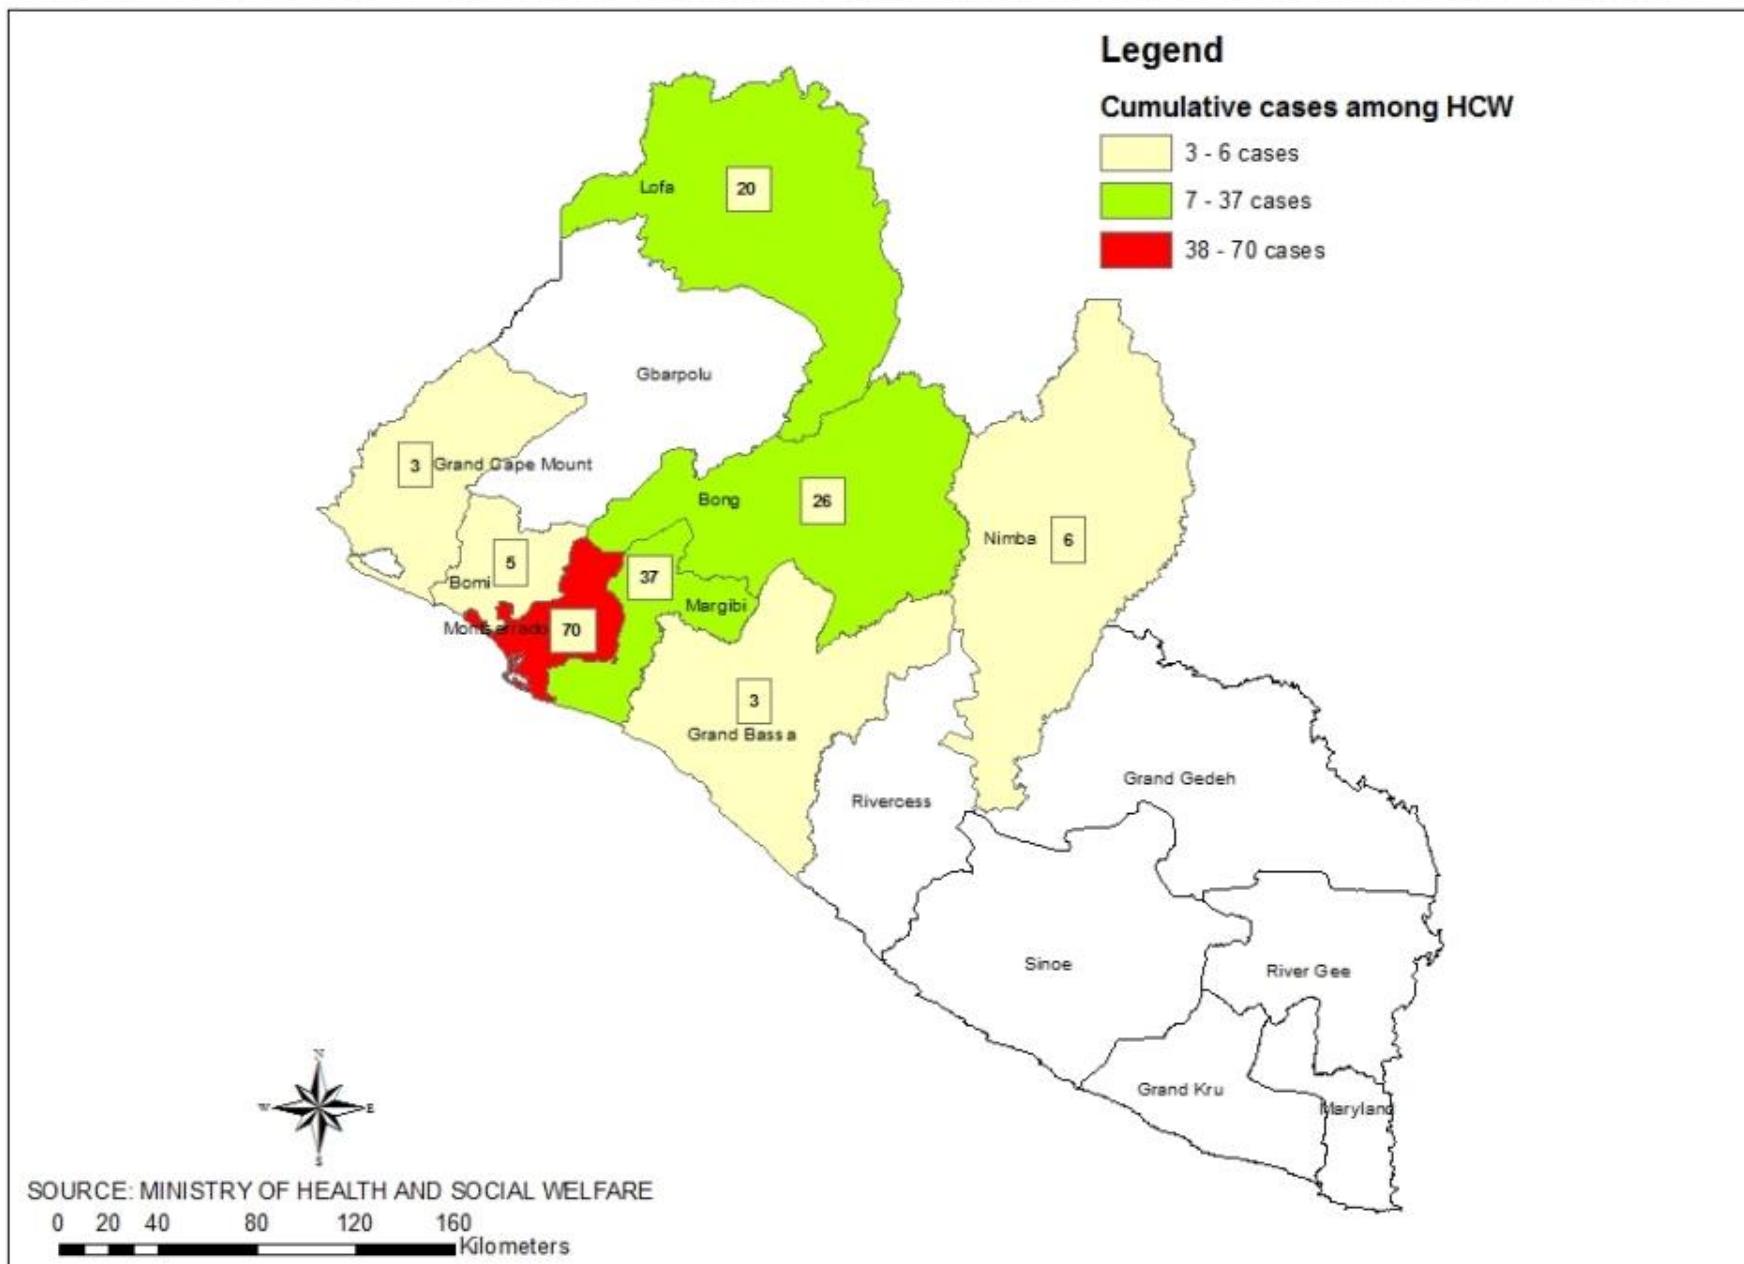 Legend
Cumulative cases among HCW
3 - 6 cases
7 - 37 cases
38 - 70 cases
Lofa
20
Gbarpolu
3
Grand Cape Mount
Bong
26
Nimba
6
5
Bomi
37
Margibi
Montserrado
70
3
Grand Bassa
Grand Gedeh
Rivercess
Sinoe
River Gee
Grand Kru
Maryland
N
W
E
S
SOURCE: MINISTRY OF HEALTH AND SOCIAL WELFARE
0 20 40 80 120 160
Kilometers